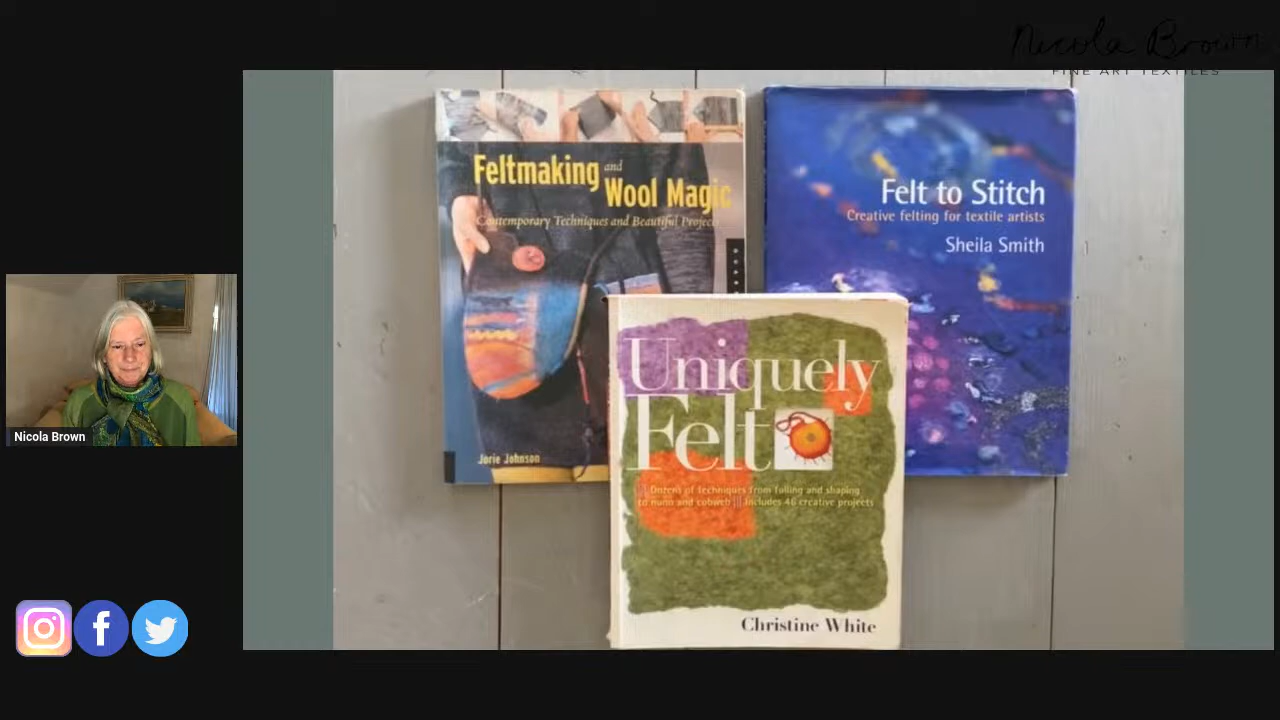 Nicola Brown
FINE ART TEXTILES
Feltmaking and
Wool Magic
Contemporary Techniques and Beautiful Projects
Jorie Johnson
Felt to Stitch
Creative felting for textile artists
Sheila Smith
Uniquely
Felt
Dozens of techniques from fulling and shaping
to nuno and cobweb || Includes 46 creative projects
Christine White
Nicola Brown